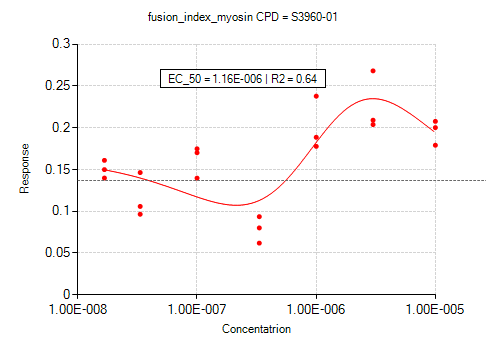 fusion_index_myosin CPD = S3960-01
0.3
EC_50 = 1.16E-006 | R2 = 0.64
0.25
0.2
Response
0.15
0.1
0.05
0
1.00E-008 1.00E-007 1.00E-006 1.00E-005
Concentatrion